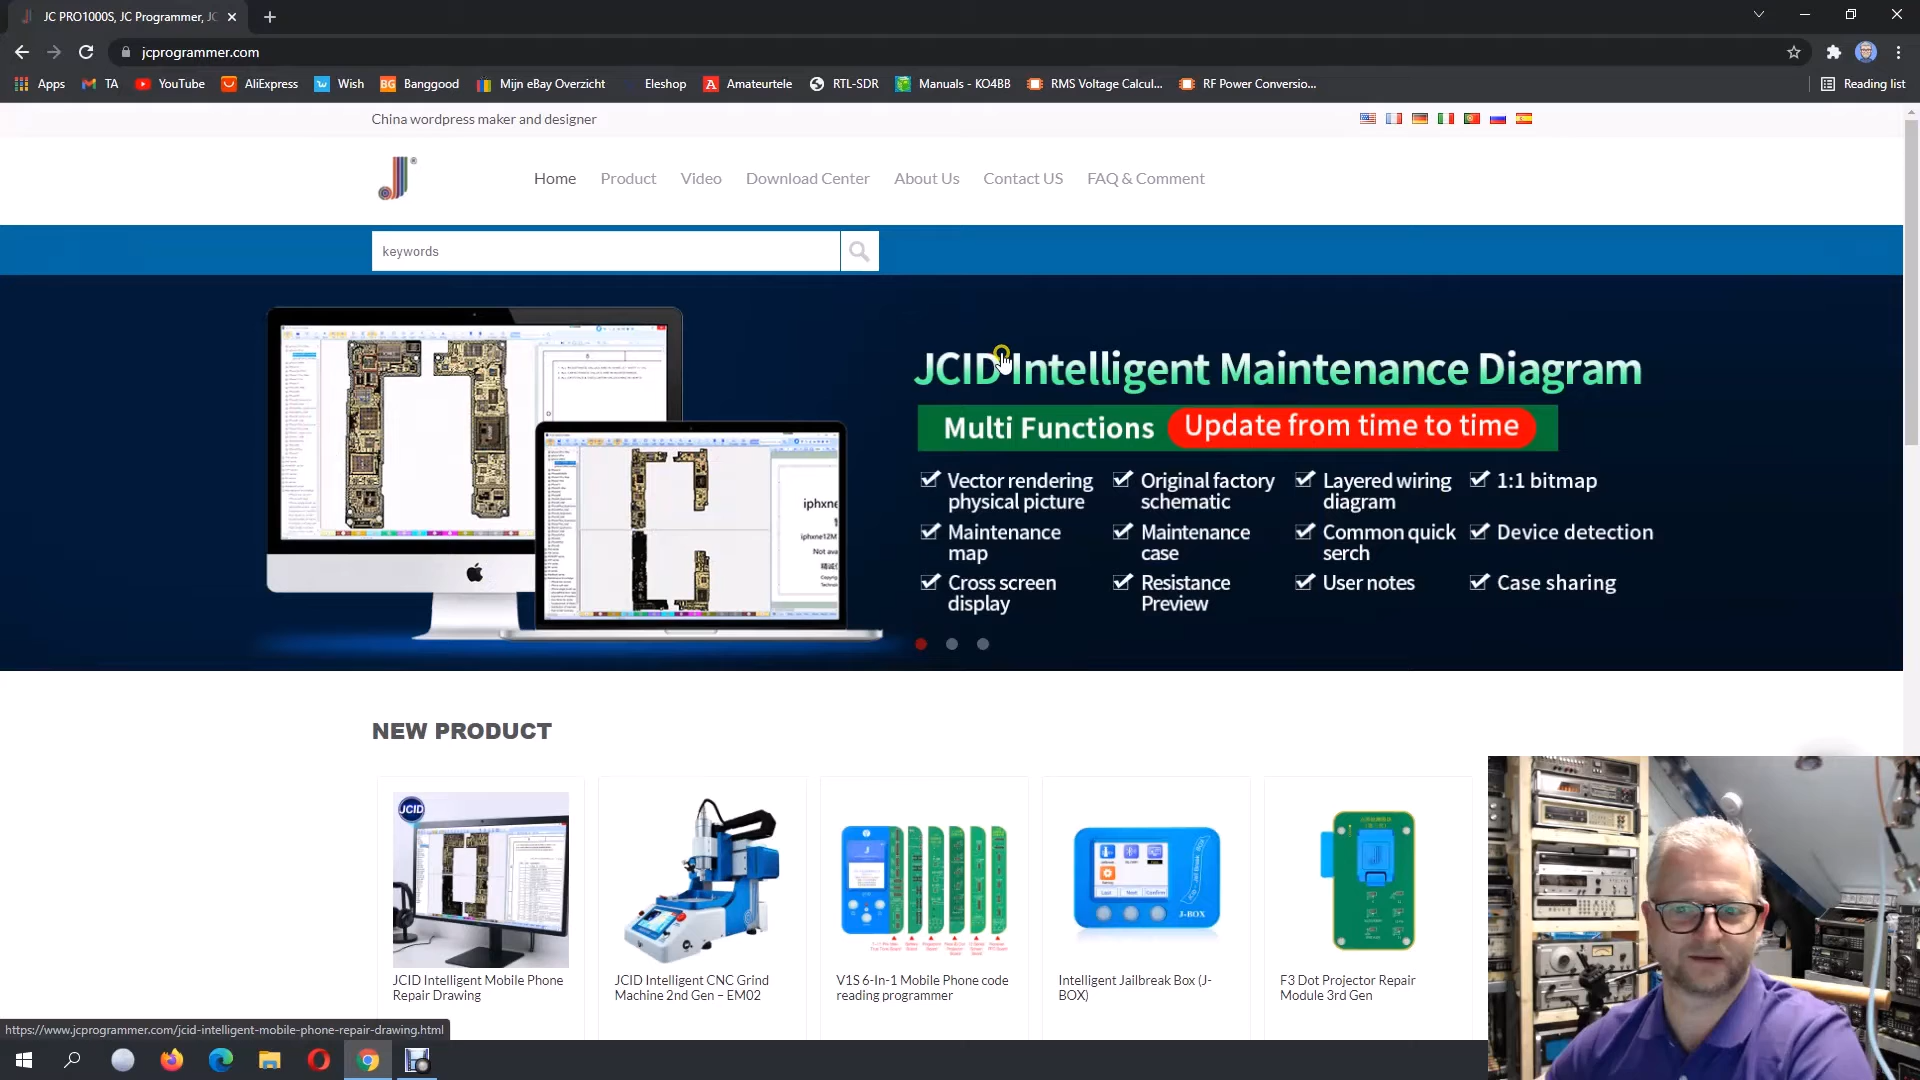 JC PRO1000S, JC Programmer, JC
jcprogrammer.com
Apps TA YouTube AliExpress Wish Banggood Mijn eBay Overzicht Eleshop Amateurtele RTL-SDR Manuals - KO4BB RMS Voltage Calcul... RF Power Conversio... Reading list
China wordpress maker and designer
Home Product Video Download Center About Us Contact US FAQ & Comment
keywords
JCID Intelligent Maintenance Diagram
Multi Functions Update from time to time
Vector rendering physical picture
Original factory schematic
Layered wiring diagram
1:1 bitmap
Maintenance map
Maintenance case
Common quick serch
Device detection
Cross screen display
Resistance Preview
User notes
Case sharing
NEW PRODUCT
JCID
J-BOX
JCID Intelligent Mobile Phone
Repair Drawing
JCID Intelligent CNC Grind
Machine 2nd Gen – EM02
V1S 6-In-1 Mobile Phone code
reading programmer
Intelligent Jailbreak Box (J-
BOX)
F3 Dot Projector Repair
Module 3rd Gen
https://www.jcprogrammer.com/jcid-intelligent-mobile-phone-repair-drawing.html